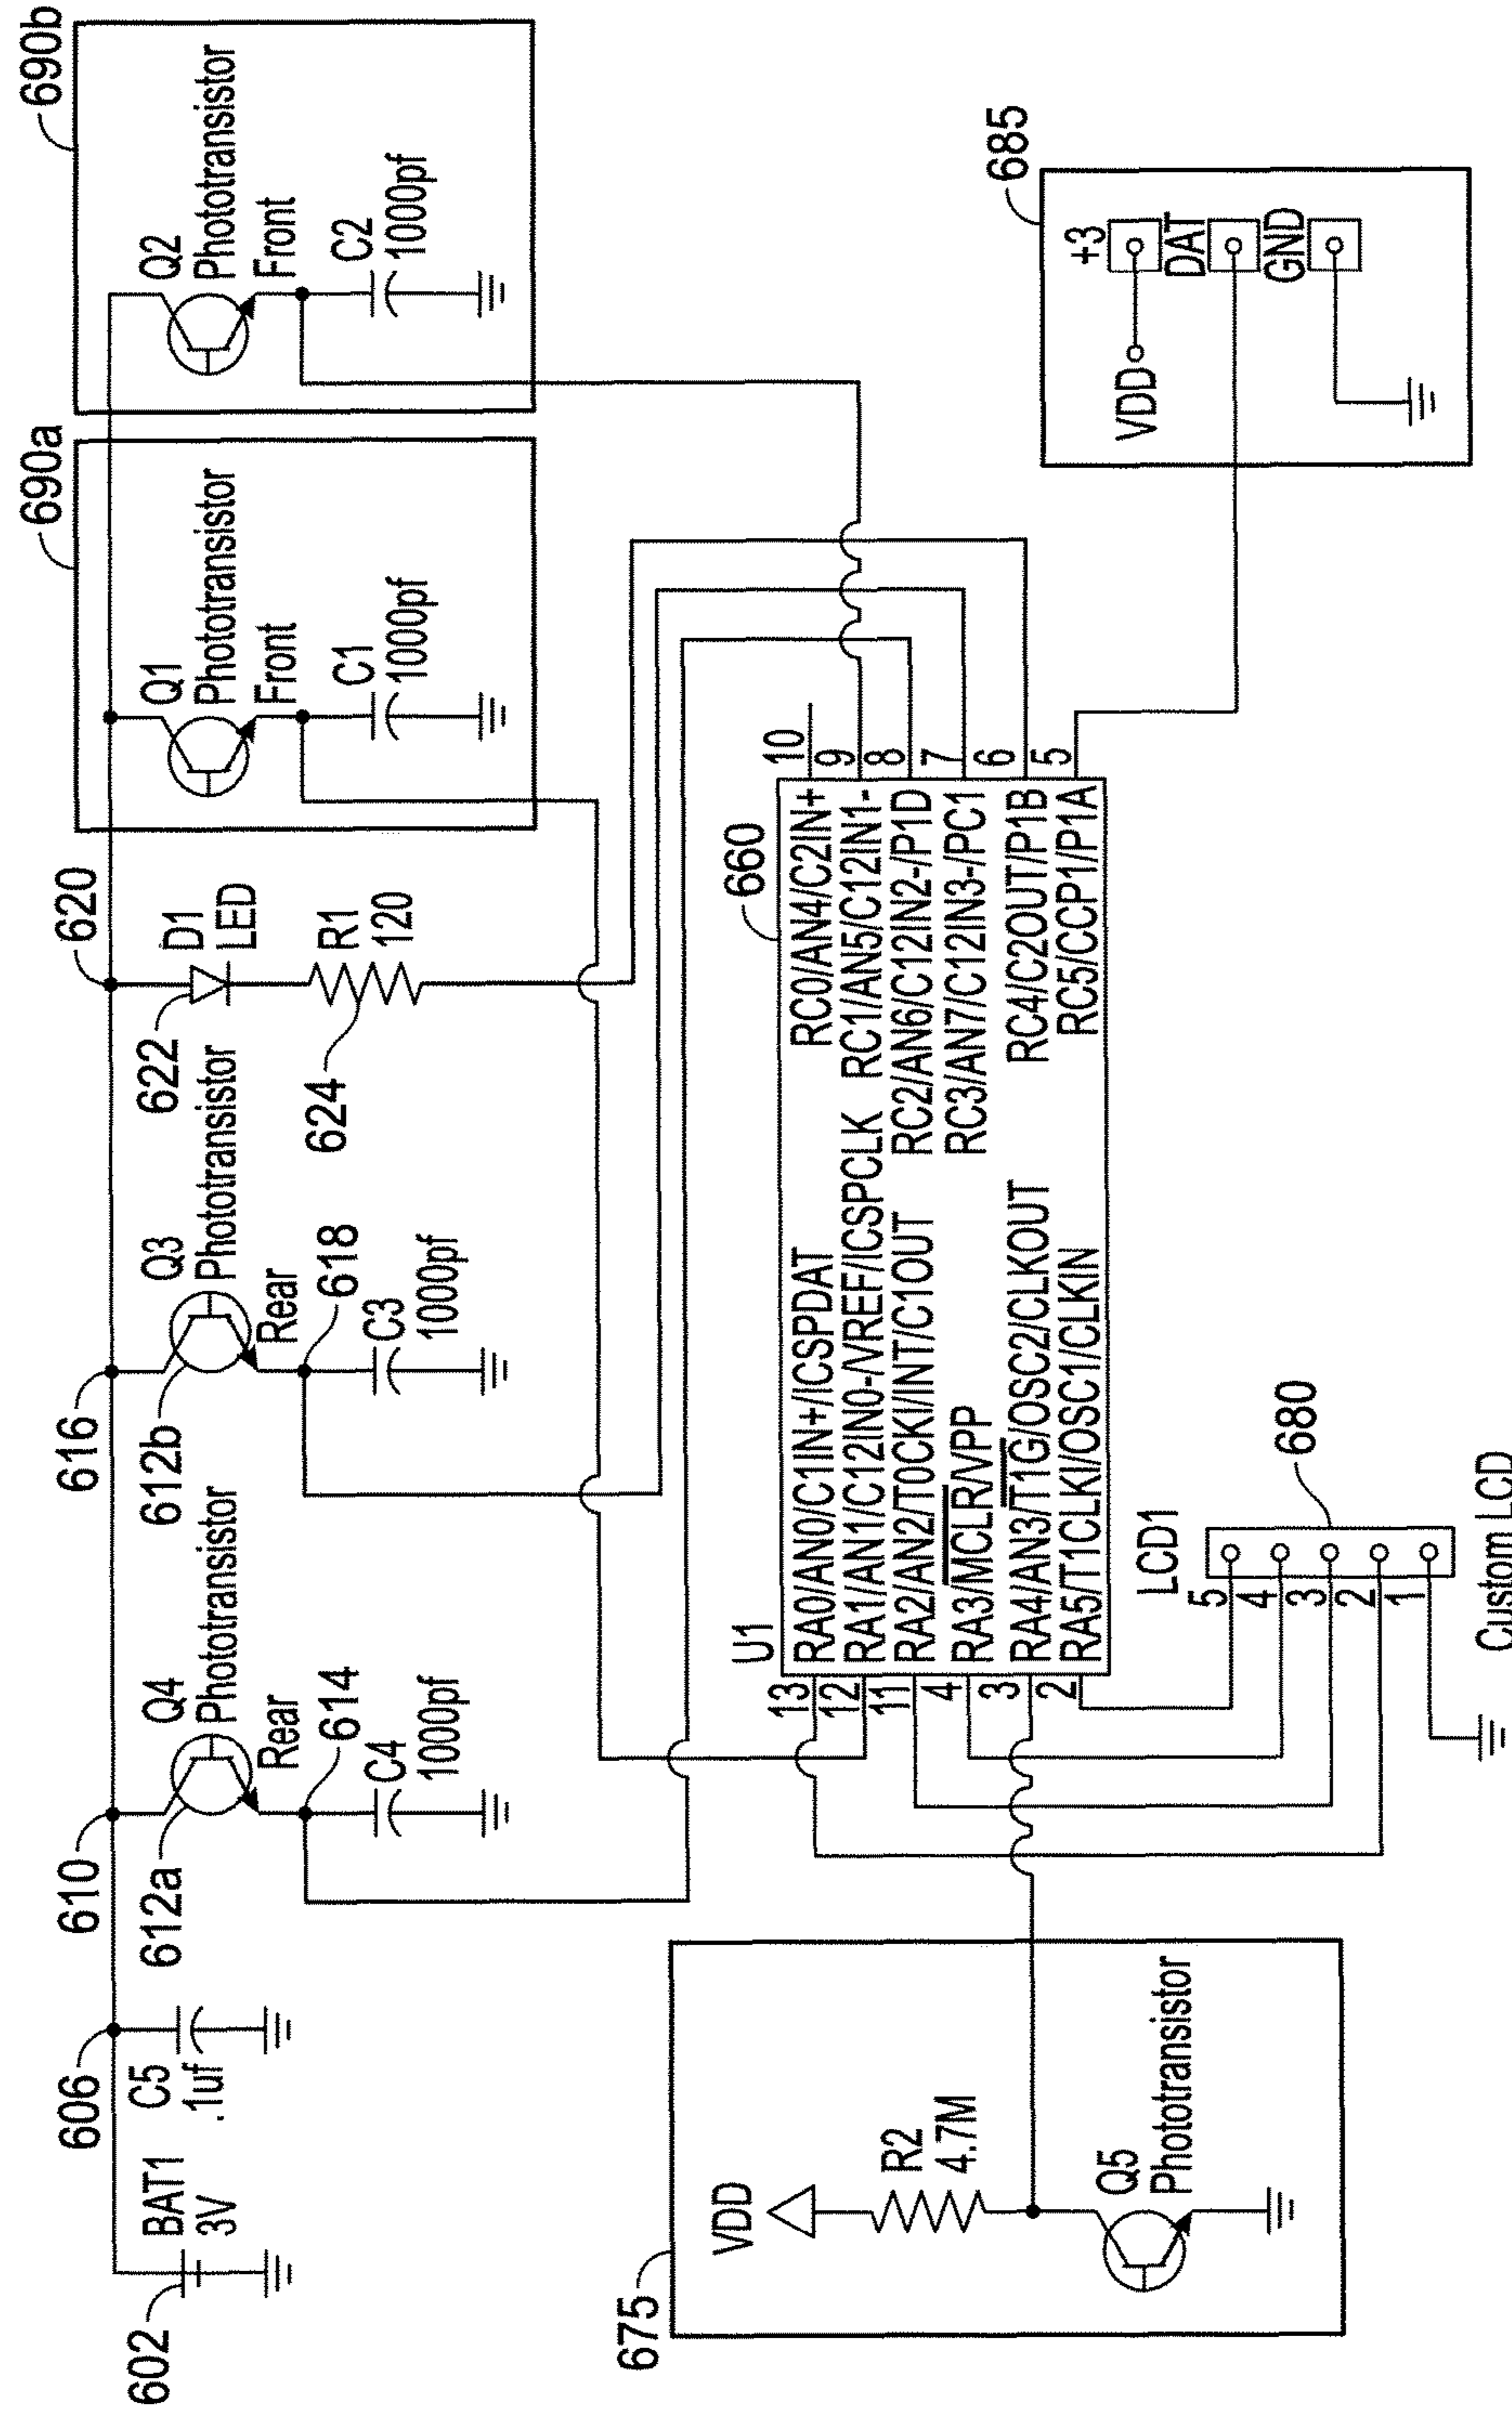 602
BAT1
3V
606
C5
.1uf
610
612a
Q4
Phototransistor
Rear
614
C4
1000pf
616
612b
Q3
Phototransistor
Rear
618
C3
1000pf
620
622
D1
LED
624
R1
120
690a
Q1
Phototransistor
Front
C1
1000pf
690b
Q2
Phototransistor
Front
C2
1000pf
675
VDD
R2
4.7M
Q5
Phototransistor
U1
660
13 RA0/AN0/C1IN+/ICSPDAT RC0/AN4/C2IN+ 10
12 RA1/AN1/C12IN0-/VREF/ICSPCLK RC1/AN5/C12IN1- 9
11 RA2/AN2/T0CKI/INT/C1OUT RC2/AN6/C12IN2-/P1D 8
4 RA3/MCLR/VPP RC3/AN7/C12IN3-/PC1 7
3 RA4/AN3/T1G/OSC2/CLKOUT RC4/C2OUT/P1B 6
2 RA5/T1CLKI/OSC1/CLKIN RC5/CCP1/P1A 5
LCD1
680
5
4
3
2
1
Custom LCD
685
+3
VDD
DAT
GND